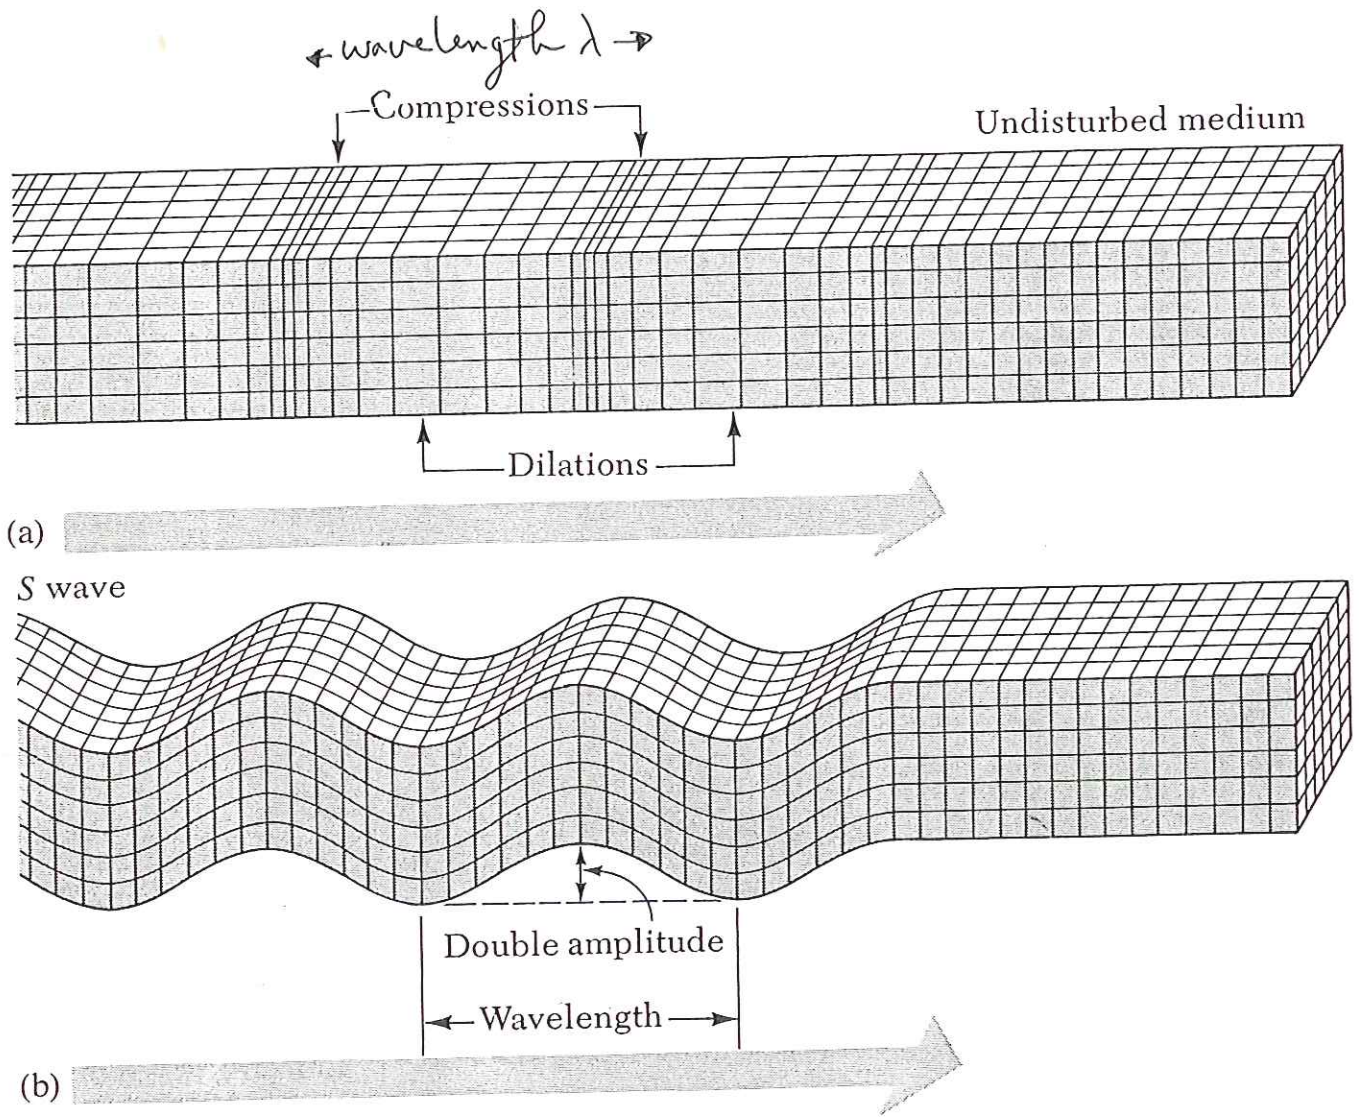 wavelength λ
Compressions
Undisturbed medium
Dilations
(a)
S wave
Double amplitude
Wavelength
(b)